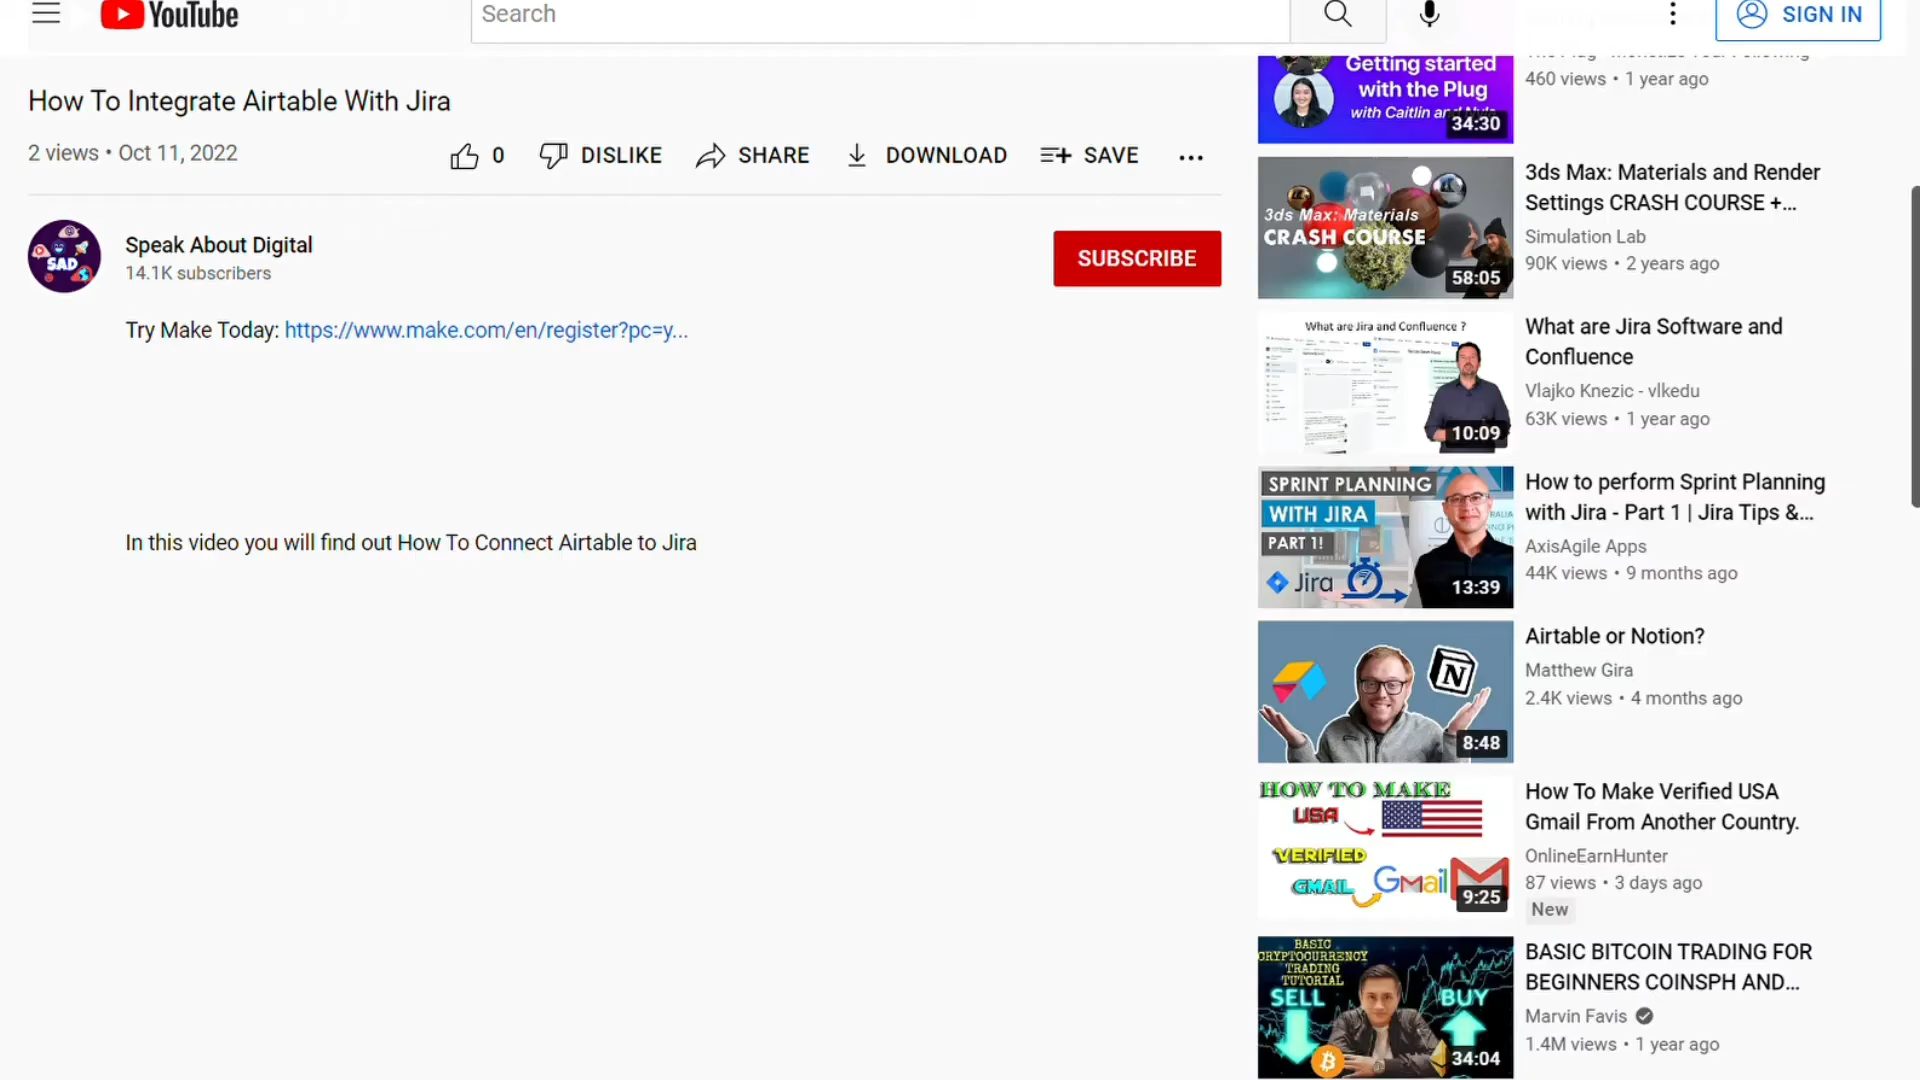 YouTube
Search
SIGN IN
How To Integrate Airtable With Jira
2 views • Oct 11, 2022
0
DISLIKE
SHARE
DOWNLOAD
SAVE
SAD
Speak About Digital
14.1K subscribers
SUBSCRIBE
Try Make Today: https://www.make.com/en/register?pc=y...
In this video you will find out How To Connect Airtable to Jira
Getting started
with the Plug
with Caitlin and
34:30
460 views • 1 year ago
3ds Max: Materials
CRASH COURSE
58:05
3ds Max: Materials and Render
Settings CRASH COURSE +...
Simulation Lab
90K views • 2 years ago
What are Jira and Confluence ?
10:09
What are Jira Software and
Confluence
Vlajko Knezic - vlkedu
63K views • 1 year ago
SPRINT PLANNING
WITH JIRA
PART 1!
Jira
13:39
How to perform Sprint Planning
with Jira - Part 1 | Jira Tips &...
AxisAgile Apps
44K views • 9 months ago
N
8:48
Airtable or Notion?
Matthew Gira
2.4K views • 4 months ago
HOW TO MAKE
USA
VERIFIED
GMAIL
Gmail
9:25
How To Make Verified USA
Gmail From Another Country.
OnlineEarnHunter
87 views • 3 days ago
New
BASIC
CRYPTOCURRENCY
TRADING
TUTORIAL
SELL
BUY
34:04
BASIC BITCOIN TRADING FOR
BEGINNERS COINSPH AND...
Marvin Favis
1.4M views • 1 year ago